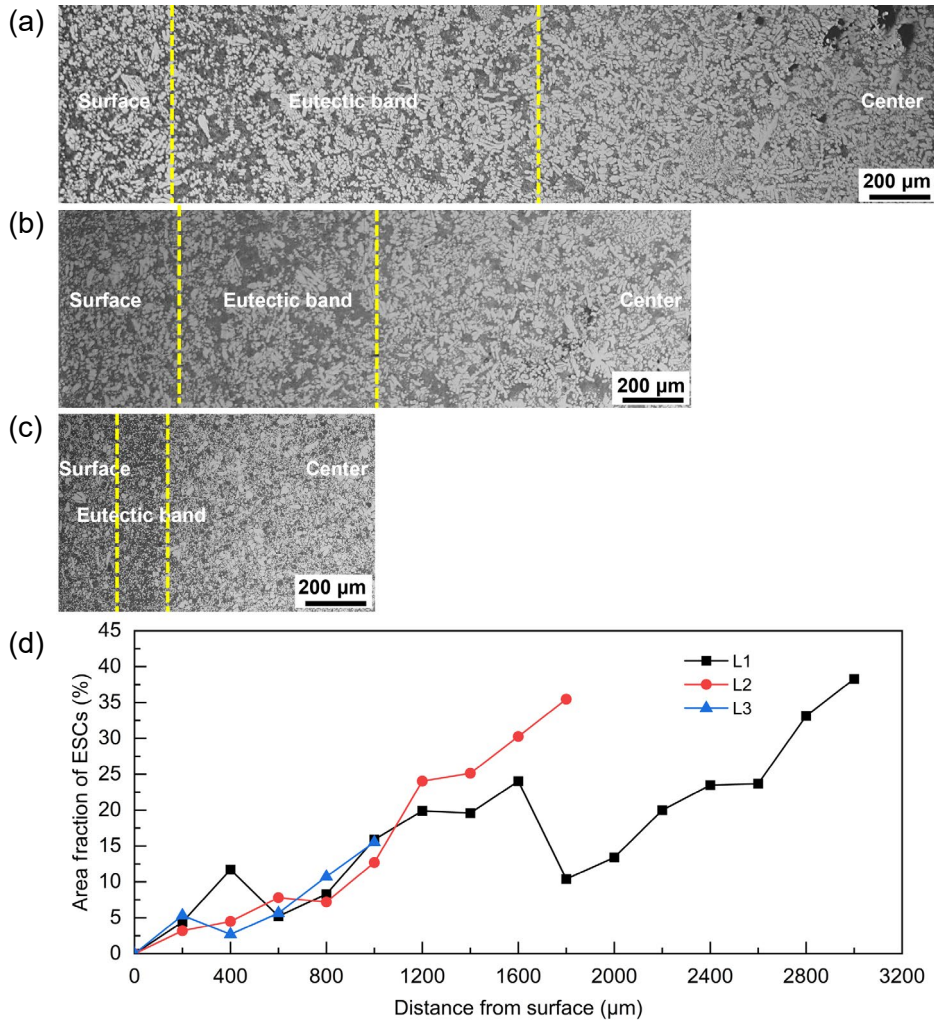 (a)
Surface
Eutectic band
Center
200 µm
(b)
Surface
Eutectic band
Center
200 µm
(c)
Surface
Center
Eutectic band
200 µm
(d)
45
40
35
30
25
20
15
10
5
0
Area fraction of ESCs (%)
L1
L2
L3
0 400 800 1200 1600 2000 2400 2800 3200
Distance from surface (µm)